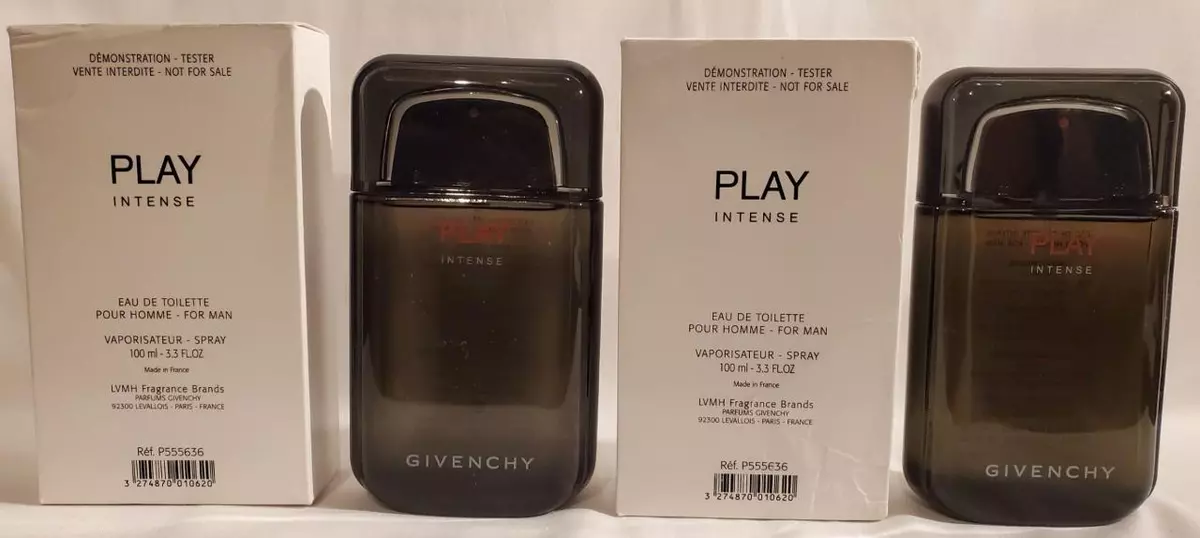 DÉMONSTRATION - TESTER
VENTE INTERDITE - NOT FOR SALE
PLAY
INTENSE
EAU DE TOILETTE
POUR HOMME - FOR MAN
VAPORISATEUR - SPRAY
100 ml - 3.3 FL.OZ
Made in France
LVMH Fragrance Brands
PARFUMS GIVENCHY
92300 LEVALLOIS - PARIS - FRANCE
Réf. P555636
3 274870 010620
PLAY
INTENSE
GIVENCHY
DÉMONSTRATION - TESTER
VENTE INTERDITE - NOT FOR SALE
PLAY
INTENSE
EAU DE TOILETTE
POUR HOMME - FOR MAN
VAPORISATEUR - SPRAY
100 ml - 3.3 FL.OZ
Made in France
LVMH Fragrance Brands
PARFUMS GIVENCHY
92300 LEVALLOIS - PARIS - FRANCE
Réf. P555636
3 274870 010620
PLAY
INTENSE
GIVENCHY